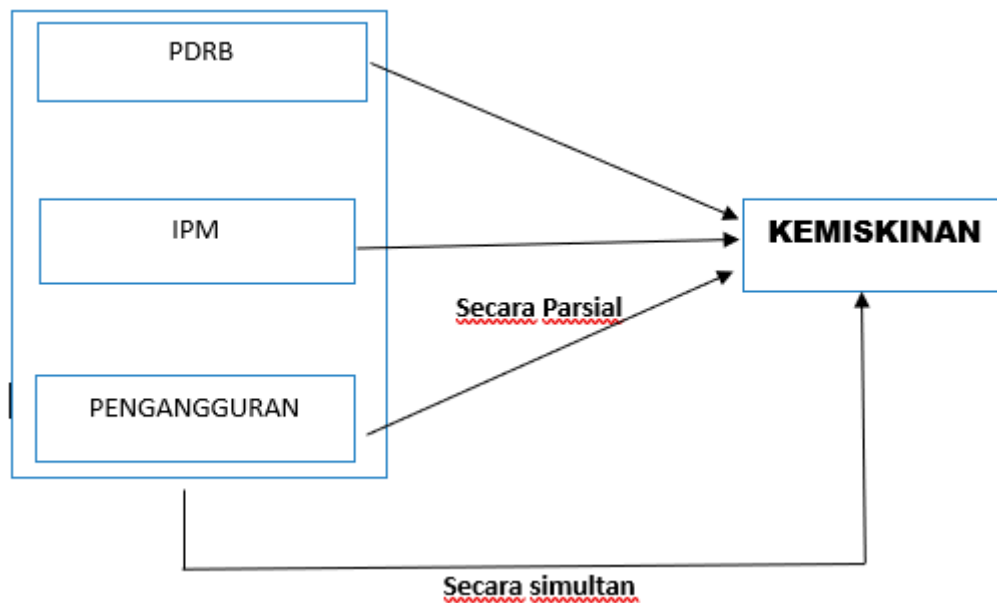 PDRB
IPM
KEMISKINAN
Secara Parsial
PENGANGGURAN
Secara simultan